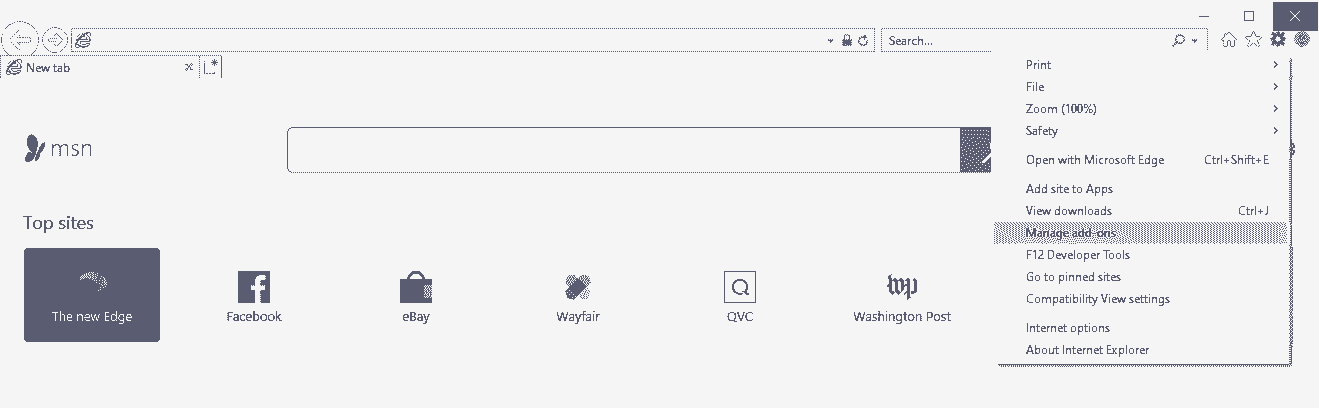 Search...
New tab
Print
File
Zoom (100%)
Safety
msn
Open with Microsoft Edge Ctrl+Shift+E
Add site to Apps
View downloads Ctrl+J
Manage add-ons
F12 Developer Tools
Go to pinned sites
Compatibility View settings
Internet options
About Internet Explorer
Top sites
The new Edge
Facebook
eBay
Wayfair
QVC
wp
Washington Post